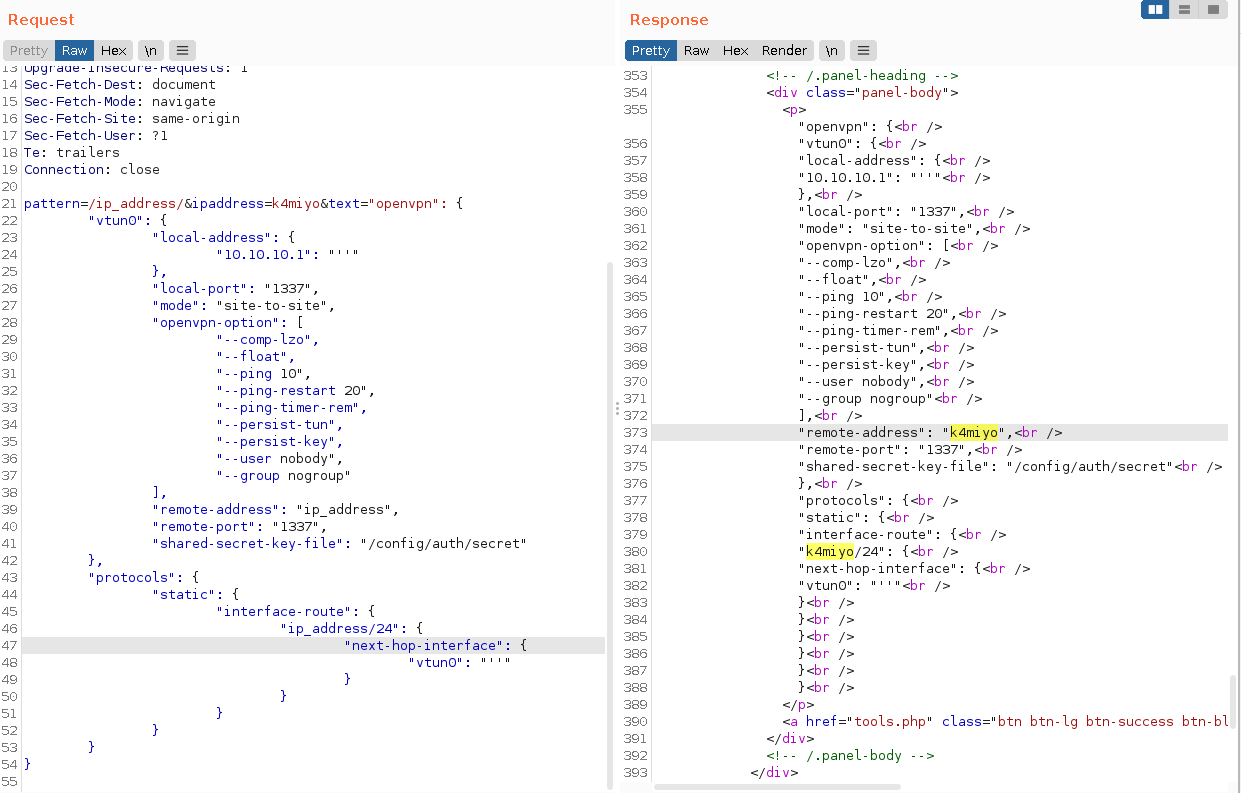 Request
Pretty Raw Hex \n
13 Upgrade-Insecure-Requests: 1
14 Sec-Fetch-Dest: document
15 Sec-Fetch-Mode: navigate
16 Sec-Fetch-Site: same-origin
17 Sec-Fetch-User: ?1
18 Te: trailers
19 Connection: close
20
21 pattern=/ip_address/&ipaddress=k4miyo&text="openvpn": {
22 "vtun0": {
23 "local-address": {
24 "10.10.10.1": "''"
25 },
26 "local-port": "1337",
27 "mode": "site-to-site",
28 "openvpn-option": [
29 "--comp-lzo",
30 "--float",
31 "--ping 10",
32 "--ping-restart 20",
33 "--ping-timer-rem",
34 "--persist-tun",
35 "--persist-key",
36 "--user nobody",
37 "--group nogroup"
38 ],
39 "remote-address": "ip_address",
40 "remote-port": "1337",
41 "shared-secret-key-file": "/config/auth/secret"
42 },
43 "protocols": {
44 "static": {
45 "interface-route": {
46 "ip_address/24": {
47 "next-hop-interface": {
48 "vtun0": "''"
49 }
50 }
51 }
52 }
53 }
54 }
55
Response
Pretty Raw Hex Render \n
353 <!-- /.panel-heading -->
354 <div class="panel-body">
355 <p>
"openvpn": {<br />
356 "vtun0": {<br />
357 "local-address": {<br />
358 "10.10.10.1": "''"<br />
359 },<br />
360 "local-port": "1337",<br />
361 "mode": "site-to-site",<br />
362 "openvpn-option": [<br />
363 "--comp-lzo",<br />
364 "--float",<br />
365 "--ping 10",<br />
366 "--ping-restart 20",<br />
367 "--ping-timer-rem",<br />
368 "--persist-tun",<br />
369 "--persist-key",<br />
370 "--user nobody",<br />
371 "--group nogroup"<br />
372 ],<br />
373 "remote-address": "k4miyo",<br />
374 "remote-port": "1337",<br />
375 "shared-secret-key-file": "/config/auth/secret"<br />
376 },<br />
377 "protocols": {<br />
378 "static": {<br />
379 "interface-route": {<br />
380 "k4miyo/24": {<br />
381 "next-hop-interface": {<br />
382 "vtun0": "''"<br />
383 }<br />
384 }<br />
385 }<br />
386 }<br />
387 }<br />
388 }<br />
389 </p>
390 <a href="tools.php" class="btn btn-lg btn-success btn-bl
391 </div>
392 <!-- /.panel-body -->
393 </div>